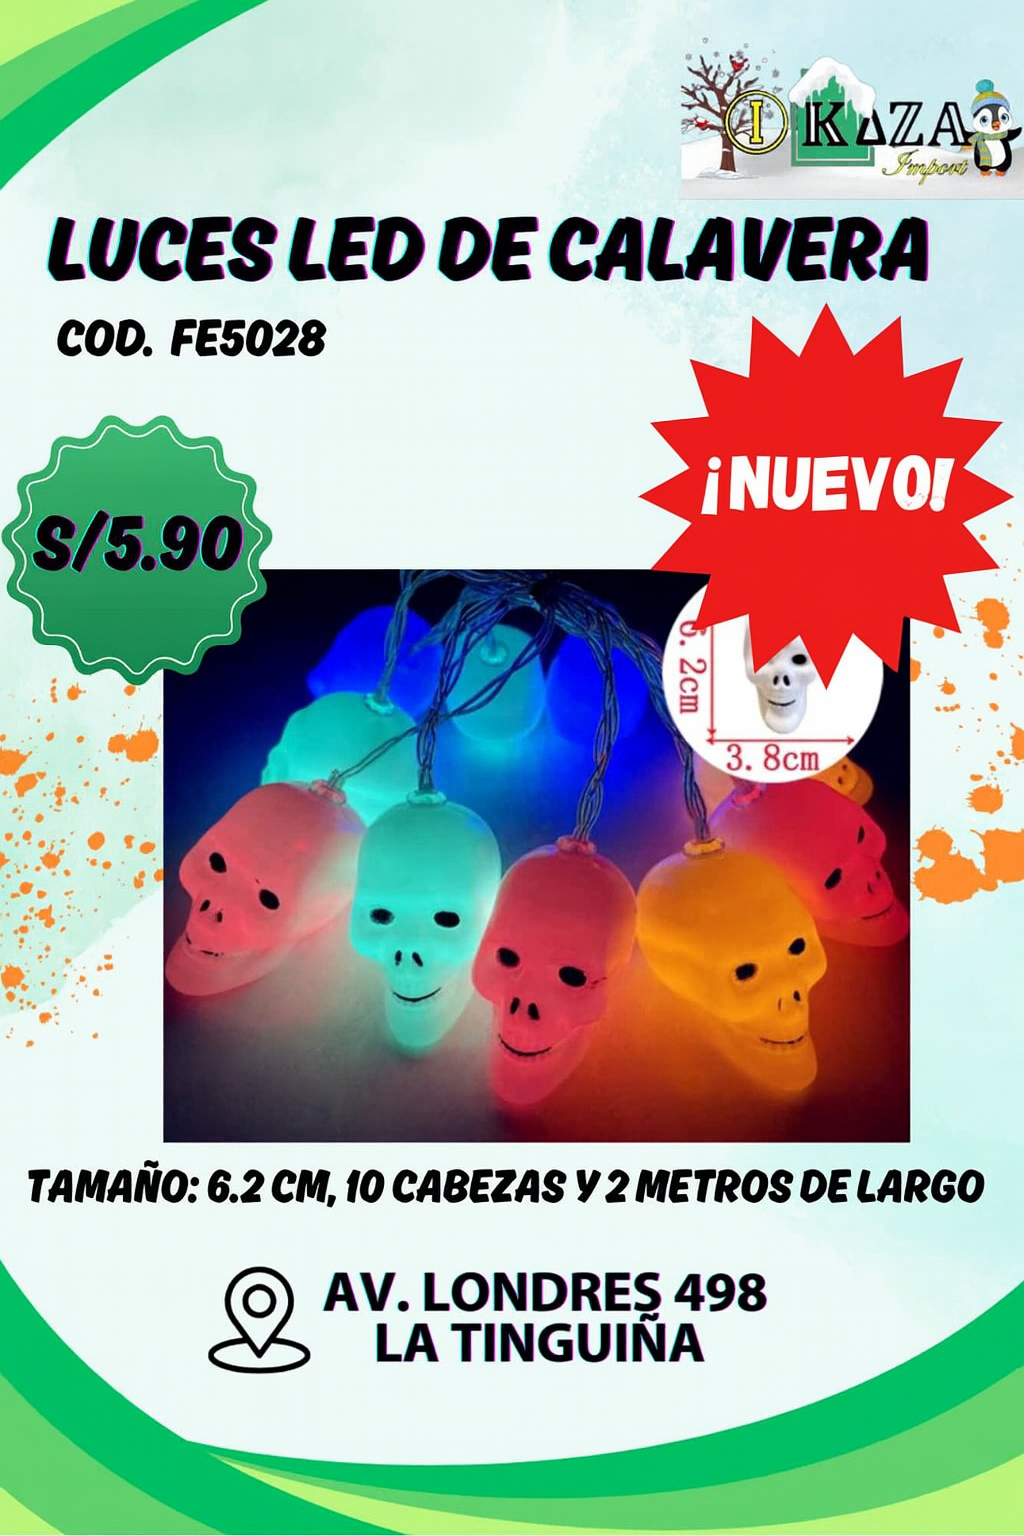 I KAZA
Import
LUCES LED DE CALAVERA
COD. FE5028
¡NUEVO!
S/5.90
.2cm
3.8cm
TAMAÑO: 6.2 CM, 10 CABEZAS Y 2 METROS DE LARGO
AV. LONDRES 498
LA TINGUIÑA